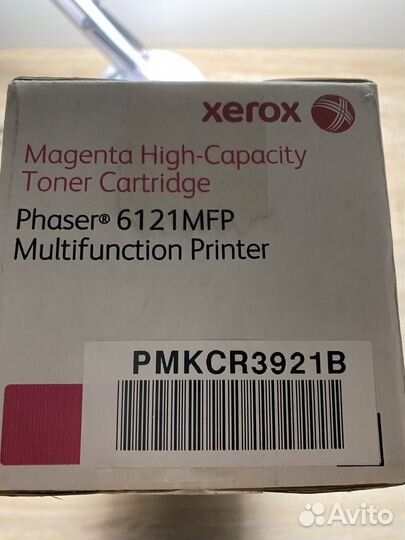 xerox
Magenta High-Capacity
Toner Cartridge
Phaser® 6121MFP
Multifunction Printer
PMKCR3921B
Avito